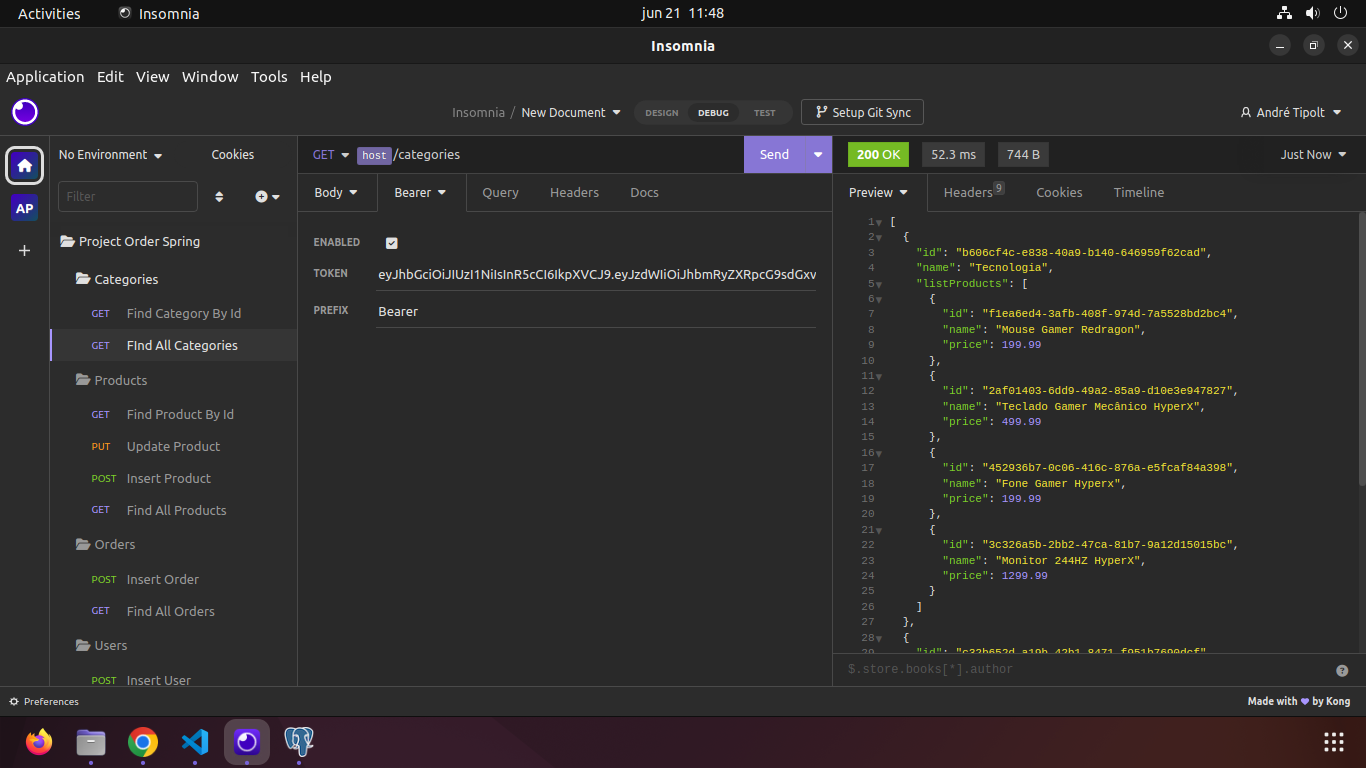 Activities Insomnia jun 21 11:48
Insomnia
Application Edit View Window Tools Help
Insomnia / New Document DESIGN DEBUG TEST Setup Git Sync André Tipolt
No Environment Cookies
Filter
AP
Project Order Spring
Categories
GET Find Category By Id
GET FInd All Categories
Products
GET Find Product By Id
PUT Update Product
POST Insert Product
GET Find All Products
Orders
POST Insert Order
GET Find All Orders
Users
POST Insert User
GET host/categories Send
Body Bearer Query Headers Docs
ENABLED
TOKEN eyJhbGciOiJIUzI1NiIsInR5cCI6IkpXVCJ9.eyJzdWIiOiJhbmRyZXRpcG9sdGxv
PREFIX Bearer
200 OK 52.3 ms 744 B Just Now
Preview Headers 9 Cookies Timeline
1 [
2 {
3 "id": "b606cf4c-e838-40a9-b140-646959f62cad",
4 "name": "Tecnologia",
5 "listProducts": [
6 {
7 "id": "f1ea6ed4-3afb-408f-974d-7a5528bd2bc4",
8 "name": "Mouse Gamer Redragon",
9 "price": 199.99
10 },
11 {
12 "id": "2af01403-6dd9-49a2-85a9-d10e3e947827",
13 "name": "Teclado Gamer Mecânico HyperX",
14 "price": 499.99
15 },
16 {
17 "id": "452936b7-0c06-416c-876a-e5fcaf84a398",
18 "name": "Fone Gamer Hyperx",
19 "price": 199.99
20 },
21 {
22 "id": "3c326a5b-2bb2-47ca-81b7-9a12d15015bc",
23 "name": "Monitor 244HZ HyperX",
24 "price": 1299.99
25 }
26 ]
27 },
28 {
29 "id":
$.store.books[*].author
Preferences Made with by Kong